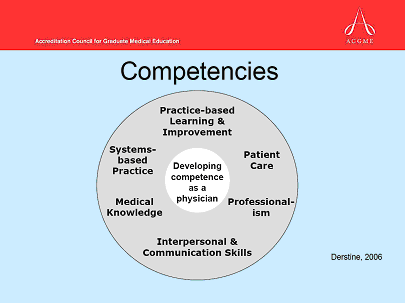 Accreditation Council for Graduate Medical Education
ACGME
Competencies
Practice-based
Learning &
Improvement
Systems-
based
Practice
Patient
Care
Developing
competence
as a
physician
Medical
Knowledge
Professional-
ism
Interpersonal &
Communication Skills
Derstine, 2006